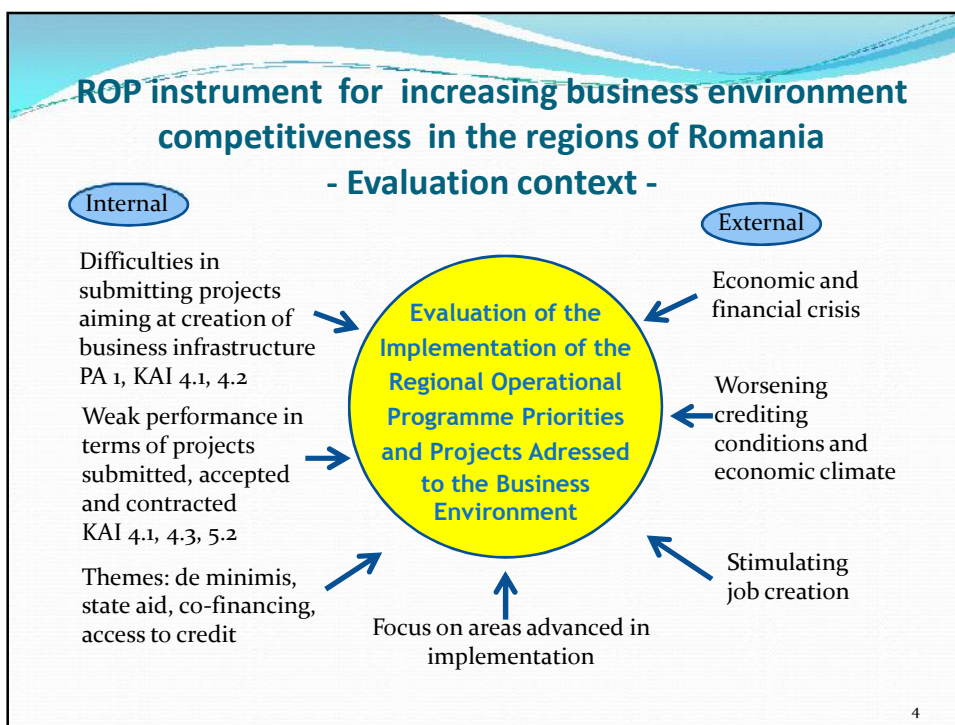 ROP instrument for increasing business environment
competitiveness in the regions of Romania
- Evaluation context -
Internal
Difficulties in
submitting projects
aiming at creation of
business infrastructure
PA 1, KAI 4.1, 4.2
Weak performance in
terms of projects
submitted, accepted
and contracted
KAI 4.1, 4.3, 5.2
Themes: de minimis,
state aid, co-financing,
access to credit
Evaluation of the
Implementation of the
Regional Operational
Programme Priorities
and Projects Adressed
to the Business
Environment
Focus on areas advanced in
implementation
External
Economic and
financial crisis
Worsening
crediting
conditions and
economic climate
Stimulating
job creation
4